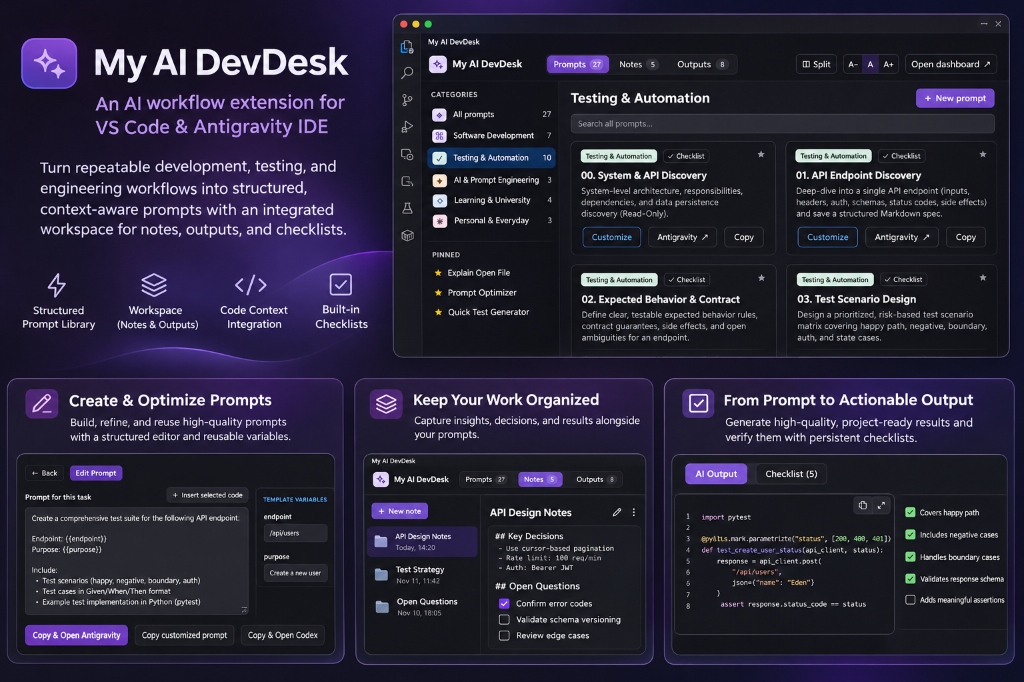 My AI DevDesk
An AI workflow extension for
VS Code & Antigravity IDE
Turn repeatable development, testing, and
engineering workflows into structured,
context-aware prompts with an integrated
workspace for notes, outputs, and checklists.
Structured
Prompt Library
Workspace
(Notes & Outputs)
Code Context
Integration
Built-in
Checklists
My AI DevDesk
My AI DevDesk
Prompts 27
Notes 5
Outputs 8
Split
A- A A+
Open dashboard ↗
CATEGORIES
All prompts 27
Software Development 7
Testing & Automation 10
AI & Prompt Engineering 3
Learning & University 4
Personal & Everyday 3
PINNED
Explain Open File
Prompt Optimizer
Quick Test Generator
Testing & Automation
+ New prompt
Search all prompts...
Testing & Automation ✓ Checklist
00. System & API Discovery
System-level architecture, responsibilities,
dependencies, and data persistence
discovery (Read-Only).
Customize Antigravity ↗ Copy
Testing & Automation ✓ Checklist
01. API Endpoint Discovery
Deep-dive into a single API endpoint (inputs,
headers, auth, schemas, status codes, side effects)
and save a structured Markdown spec.
Customize Antigravity ↗ Copy
Testing & Automation ✓ Checklist
02. Expected Behavior & Contract
Define clear, testable expected behavior rules,
contract guarantees, side effects, and open
ambiguities for an endpoint.
Testing & Automation ✓ Checklist
03. Test Scenario Design
Design a prioritized, risk-based test scenario
matrix covering happy path, negative, boundary,
auth, and state cases.
Create & Optimize Prompts
Build, refine, and reuse high-quality prompts
with a structured editor and reusable variables.
← Back Edit Prompt
Prompt for this task
+ Insert selected code
Create a comprehensive test suite for the following API endpoint:
Endpoint: {{endpoint}}
Purpose: {{purpose}}
Include:
• Test scenarios (happy, negative, boundary, auth)
• Test cases in Given/When/Then format
• Example test implementation in Python (pytest)
TEMPLATE VARIABLES
endpoint
/api/users
purpose
Create a new user
Copy & Open Antigravity
Copy customized prompt
Copy & Open Codex
Keep Your Work Organized
Capture insights, decisions, and results alongside
your prompts.
My AI DevDesk
My AI DevDesk
Prompts 27
Notes 5
Outputs 8
+ New note
API Design Notes
Today, 14:20
Test Strategy
Nov 11, 11:42
Open Questions
Nov 10, 18:05
API Design Notes
## Key Decisions
- Use cursor-based pagination
- Rate limit: 100 req/min
- Auth: Bearer JWT
## Open Questions
Confirm error codes
Validate schema versioning
Review edge cases
From Prompt to Actionable Output
Generate high-quality, project-ready results and
verify them with persistent checklists.
AI Output
Checklist (5)
1 import pytest
2
3 @pyilts.mark.parametrizte("status", [200, 400, 401])
4 def test_create_user_status(api_client, status):
5 response = api_client.post(
6 "/api/users",
6 json={"name": "Eden"}
7 }
8 assert response.status_code == status
Covers happy path
Includes negative cases
Handles boundary cases
Validates response schema
Adds meaningful assertions